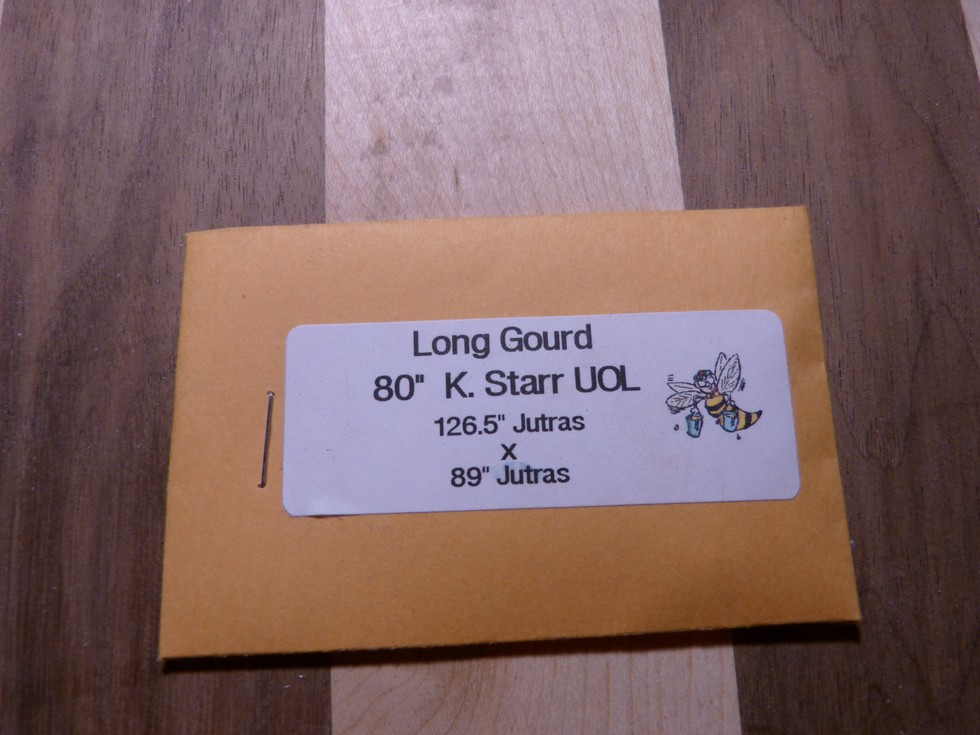 Long Gourd
80" K. Starr UOL
126.5" Jutras
x
89" Jutras